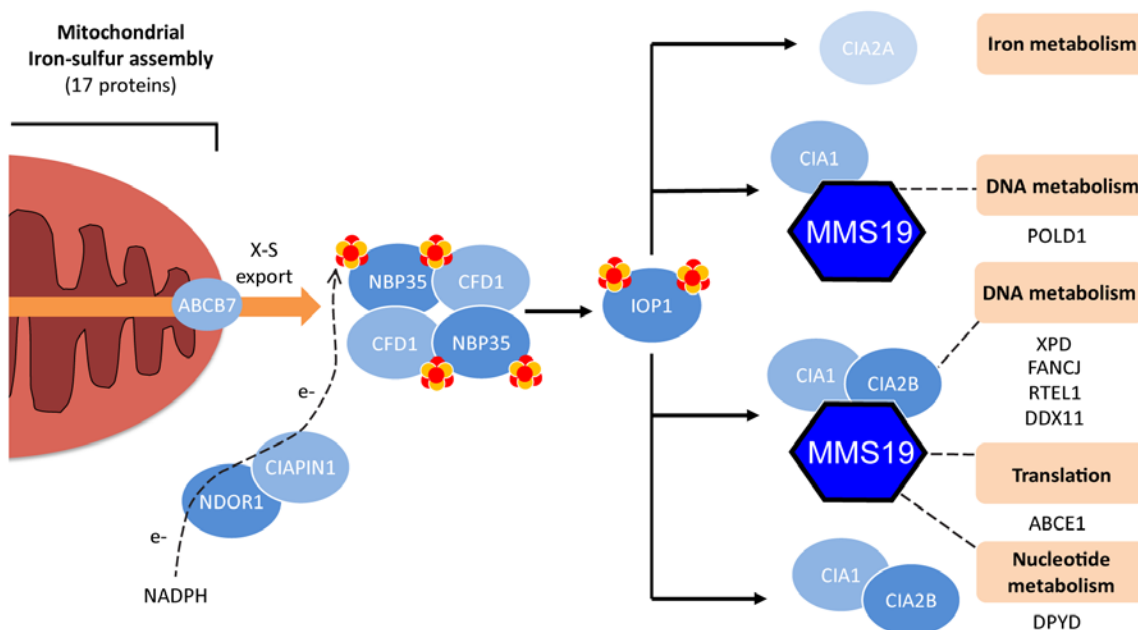 Mitochondrial
Iron-sulfur assembly
(17 proteins)
X-S
export
ABCB7
NBP35
CFD1
CFD1
NBP35
e-
CIAPIN1
NDOR1
e-
NADPH
IOP1
CIA2A
Iron metabolism
CIA1
MMS19
DNA metabolism
POLD1
DNA metabolism
XPD
FANCJ
RTEL1
DDX11
CIA1
CIA2B
MMS19
Translation
ABCE1
Nucleotide
metabolism
DPYD
CIA1
CIA2B